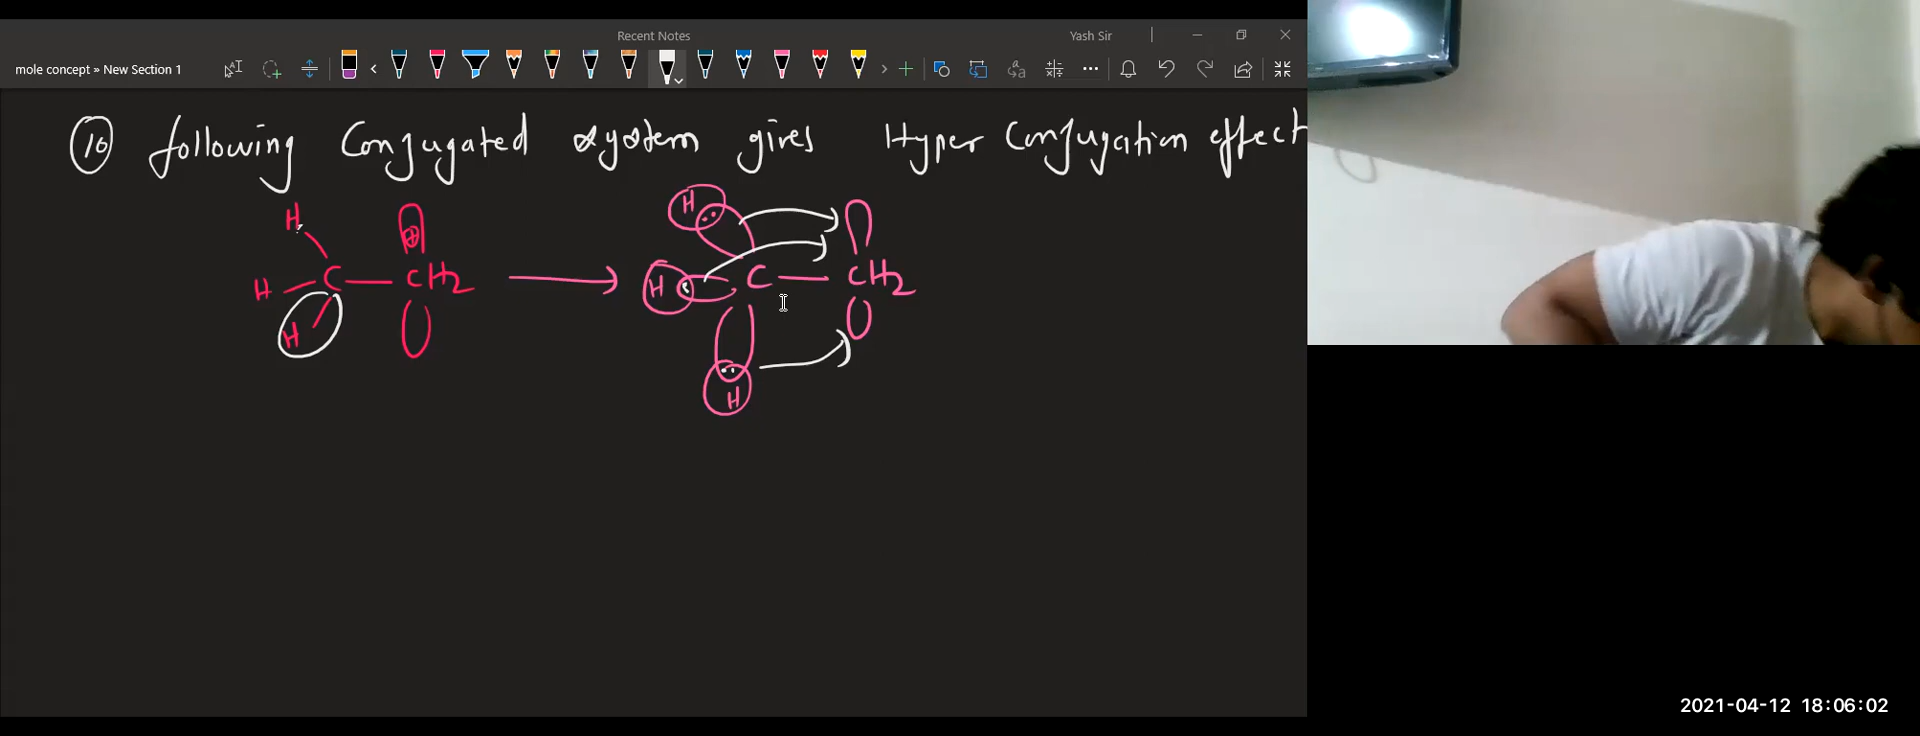 Recent Notes
Yash Sir
mole concept » New Section 1
(10) following Conjugated system gives Hyper Conjugation effect
H H
H C — CH2 → H C — CH2
H H
2021-04-12 18:06:02